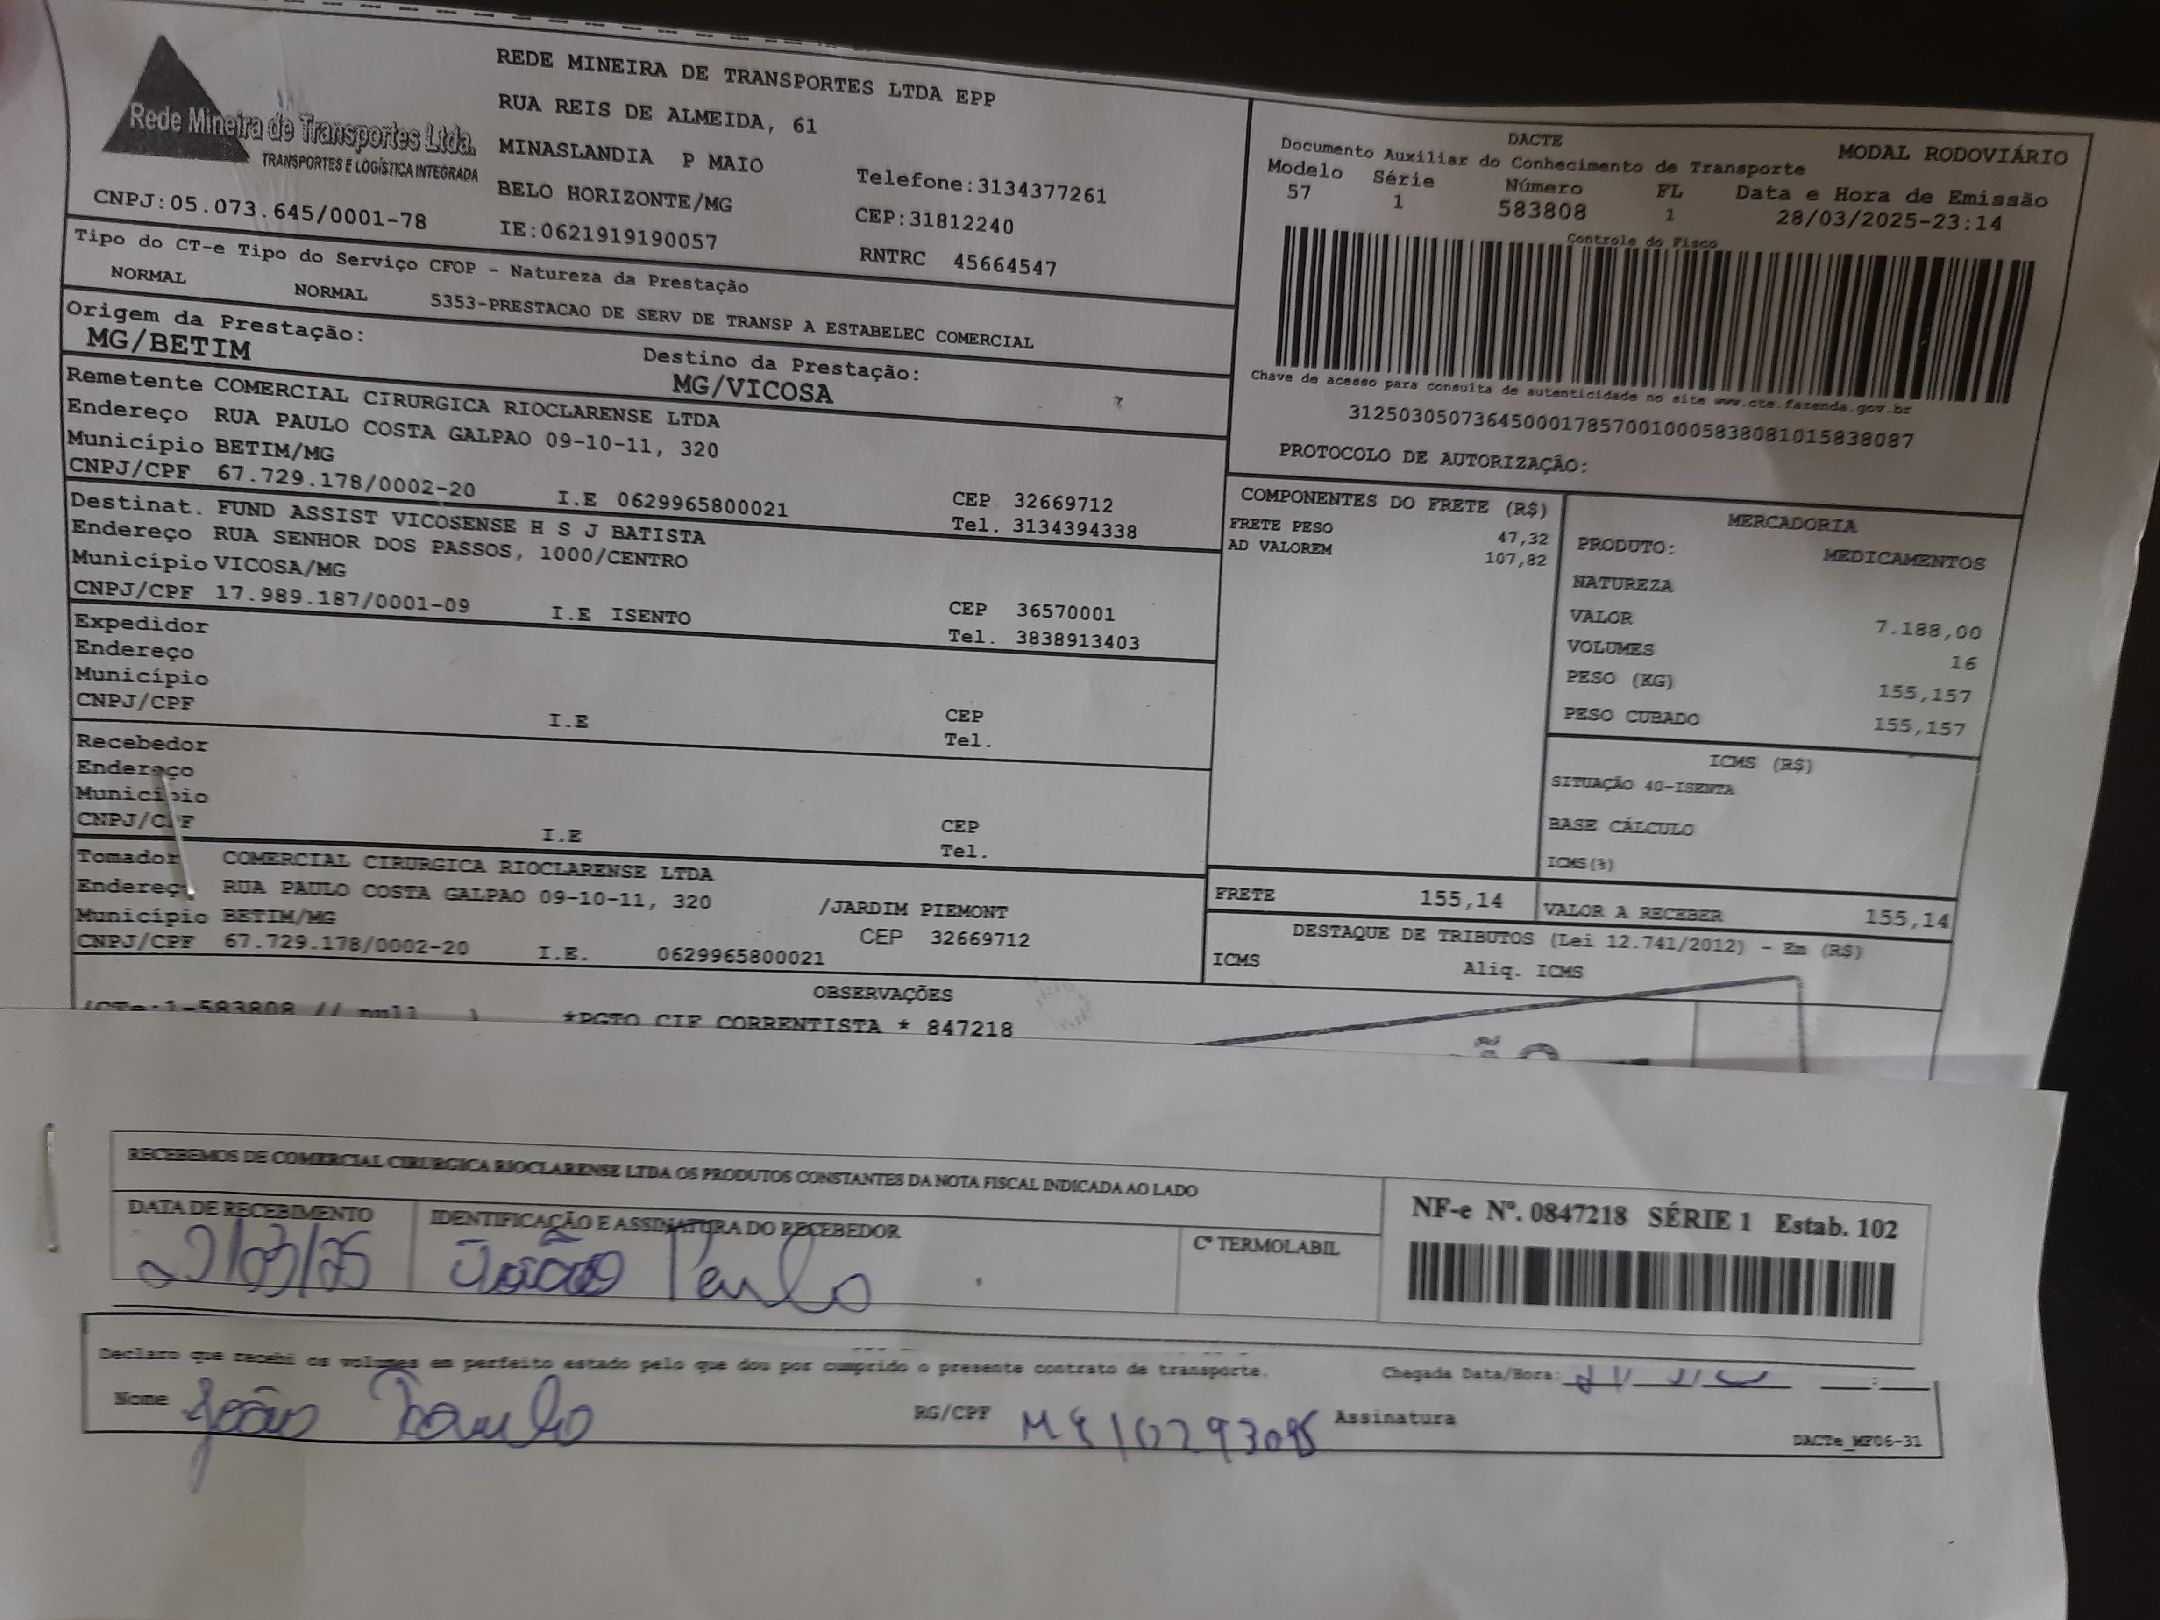 Rede Mineira de Transportes Ltda.
TRANSPORTES E LOGÍSTICA INTEGRADA
CNPJ:05.073.645/0001-78
REDE MINEIRA DE TRANSPORTES LTDA EPP
RUA REIS DE ALMEIDA, 61
MINASLANDIA P MAIO
BELO HORIZONTE/MG
IE:0621919190057
Telefone:3134377261
CEP:31812240
RNTRC 45664547
DACTE
Documento Auxiliar do Conhecimento de Transporte
MODAL RODOVIÁRIO
Modelo Série Número FL Data e Hora de Emissão
57 1 583808 1 28/03/2025-23:14
Controle do Fisco
Chave de acesso para consulta de autenticidade no site www.cte.fazenda.gov.br
31250305073645000178570010005838081015838087
PROTOCOLO DE AUTORIZAÇÃO:
Tipo do CT-e Tipo do Serviço CFOP - Natureza da Prestação
NORMAL NORMAL 5353-PRESTACAO DE SERV DE TRANSP A ESTABELEC COMERCIAL
Origem da Prestação: Destino da Prestação:
MG/BETIM MG/VICOSA
Remetente COMERCIAL CIRURGICA RIOCLARENSE LTDA
Endereço RUA PAULO COSTA GALPAO 09-10-11, 320
Município BETIM/MG CEP 32669712
CNPJ/CPF 67.729.178/0002-20 I.E 0629965800021 Tel. 3134394338
Destinat. FUND ASSIST VICOSENSE H S J BATISTA
Endereço RUA SENHOR DOS PASSOS, 1000/CENTRO
Município VICOSA/MG CEP 36570001
CNPJ/CPF 17.989.187/0001-09 I.E ISENTO Tel. 3838913403
Expedidor
Endereço
Município CEP
CNPJ/CPF I.E Tel.
Recebedor
Endereço
Município CEP
CNPJ/CPF I.E Tel.
Tomador COMERCIAL CIRURGICA RIOCLARENSE LTDA
Endereço RUA PAULO COSTA GALPAO 09-10-11, 320 /JARDIM PIEMONT
Município BETIM/MG CEP 32669712
CNPJ/CPF 67.729.178/0002-20 I.E. 0629965800021
COMPONENTES DO FRETE (R$)
FRETE PESO 47,32
AD VALOREM 107,82
MERCADORIA
PRODUTO: MEDICAMENTOS
NATUREZA
VALOR 7.188,00
VOLUMES 16
PESO (KG) 155,157
PESO CUBADO 155,157
ICMS (R$)
SITUAÇÃO 40-ISENTA
BASE CÁLCULO
ICMS(%)
FRETE 155,14 VALOR A RECEBER 155,14
DESTAQUE DE TRIBUTOS (Lei 12.741/2012) - Em (R$)
ICMS Aliq. ICMS
OBSERVAÇÕES
(CTe:1-583808 // null ) *PGTO CIF CORRENTISTA * 847218
RECEBEMOS DE COMERCIAL CIRURGICA RIOCLARENSE LTDA OS PRODUTOS CONSTANTES DA NOTA FISCAL INDICADA AO LADO
DATA DE RECEBIMENTO IDENTIFICAÇÃO E ASSINATURA DO RECEBEDOR Cº TERMOLABIL
João Paulo
NF-e Nº. 0847218 SÉRIE 1 Estab. 102
Declaro que recebi os volumes em perfeito estado pelo que dou por cumprido o presente contrato de transporte. Chegada Data/Hora:
Nome João Paulo RG/CPF Assinatura
DACTe_MF06-31